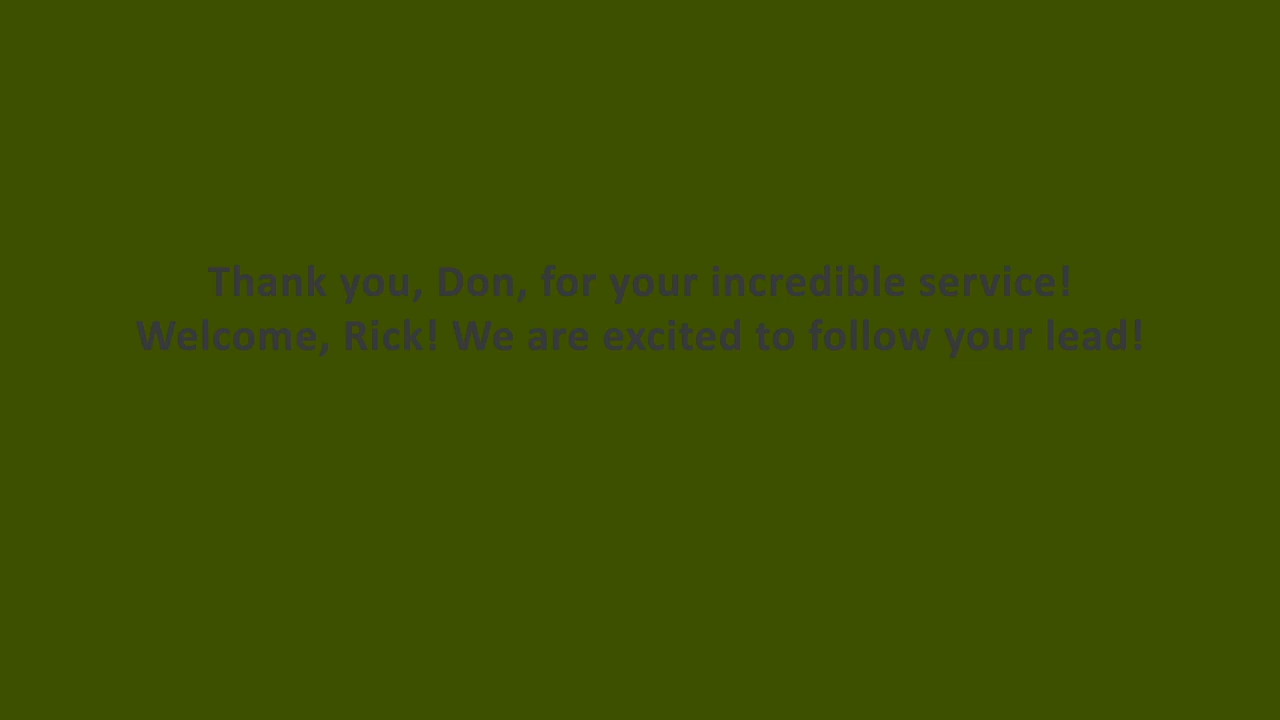 Thank you, Don, for your incredible service!
Welcome, Rick! We are excited to follow your lead!